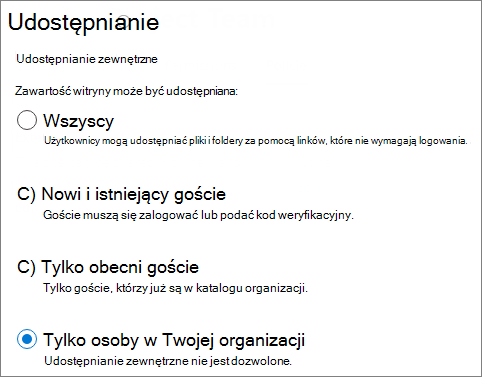 Udostępnianie
Udostępnianie zewnętrzne
Zawartość witryny może być udostępniana:
Wszyscy
Użytkownicy mogą udostępniać pliki i foldery za pomocą linków, które nie wymagają logowania.
C) Nowi i istniejący goście
Goście muszą się zalogować lub podać kod weryfikacyjny.
C) Tylko obecni goście
Tylko goście, którzy już są w katalogu organizacji.
Tylko osoby w Twojej organizacji
Udostępnianie zewnętrzne nie jest dozwolone.